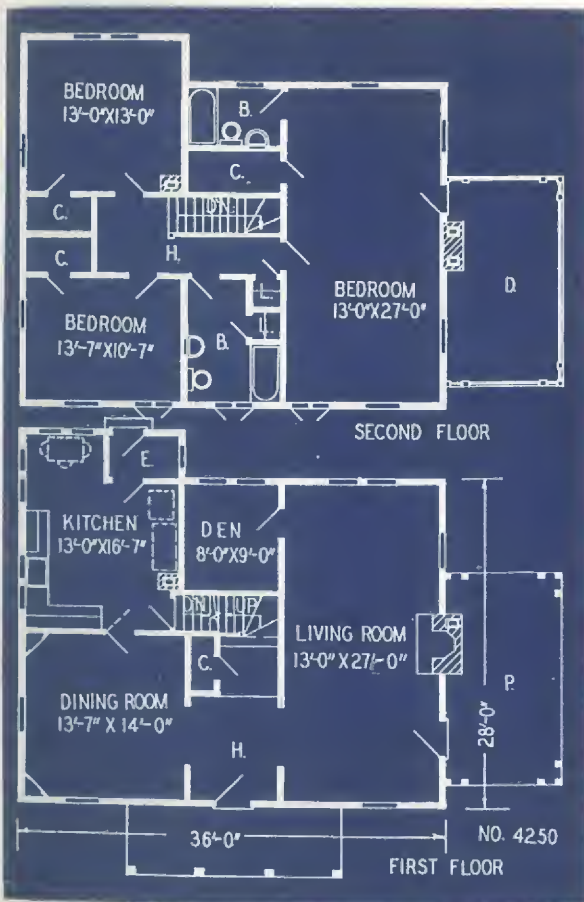 BEDROOM
13'-0"X13'-0"
B.
C.
DN.
C.
H.
C.
L.
BEDROOM
13'-0"X27'-0"
D.
BEDROOM
13'-7"X10'-7"
B.
L.
SECOND FLOOR
E.
KITCHEN
13'-0"X16'-7"
DEN
8'-0"X9'-0"
DN.
UP
LIVING ROOM
13'-0"X27'-0"
C.
P.
DINING ROOM
13'-7" X 14'-0"
H.
28'-0"
36'-0"
NO. 4250
FIRST FLOOR